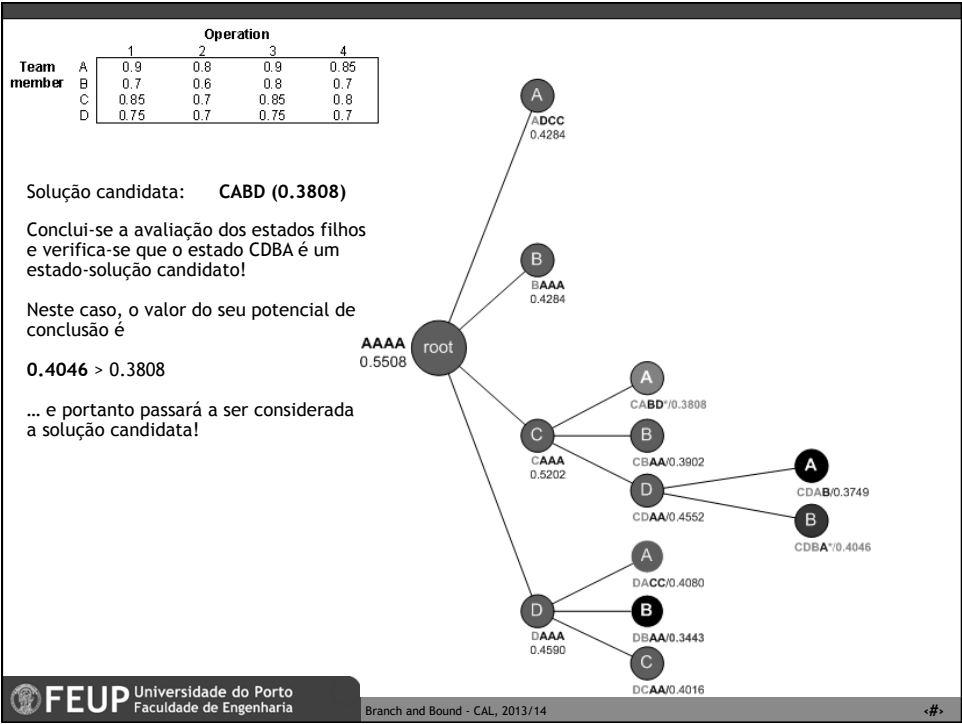 Operation
1 2 3 4
Team member
A 0.9 0.8 0.9 0.85
B 0.7 0.6 0.8 0.7
C 0.85 0.7 0.85 0.8
D 0.75 0.7 0.75 0.7
Solução candidata: CABD (0.3808)
Conclui-se a avaliação dos estados filhos
e verifica-se que o estado CDBA é um
estado-solução candidato!
Neste caso, o valor do seu potencial de
conclusão é
0.4046 > 0.3808
… e portanto passará a ser considerada
a solução candidata!
AAAA
0.5508
root
A
ADCC
0.4284
B
BAAA
0.4284
C
CAAA
0.5202
A
CABD*/0.3808
B
CBAA/0.3902
D
CDAA/0.4552
A
CDAB/0.3749
B
CDBA*/0.4046
D
DAAA
0.4590
A
DACC/0.4080
B
DBAA/0.3443
C
DCAA/0.4016
FEUP Universidade do Porto
Faculdade de Engenharia
Branch and Bound - CAL, 2013/14
‹#›